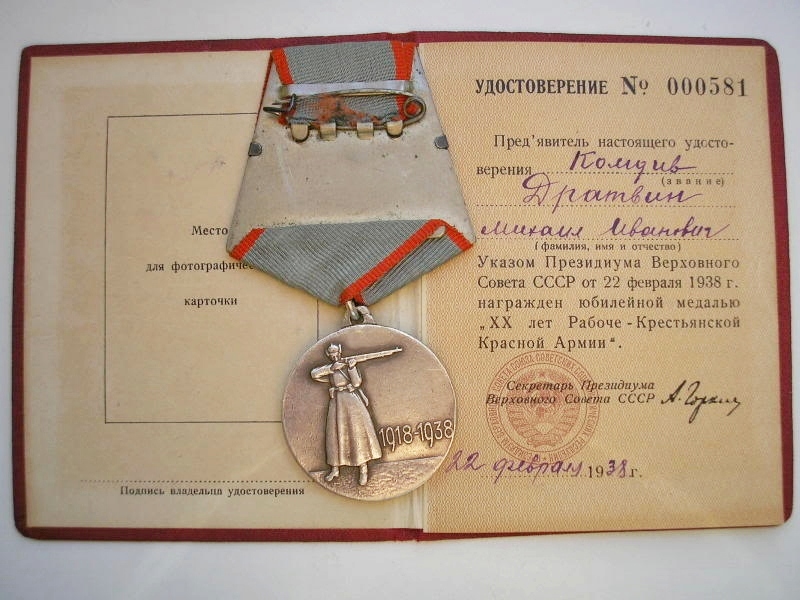 Место
для фотографической
карточки
Подпись владельца удостоверения
1918-1938
УДОСТОВЕРЕНИЕ № 000581
Пред'явитель настоящего удосто-
верения Комдив
(звание)
Дратвин
Михаил Иванович
(фамилия, имя и отчество)
Указом Президиума Верховного
Совета СССР от 22 февраля 1938 г.
награжден юбилейной медалью
„XX лет Рабоче-Крестьянской
Красной Армии“.
Секретарь Президиума
Верховного Совета СССР А. Горкин
22 февраля 1938 г.